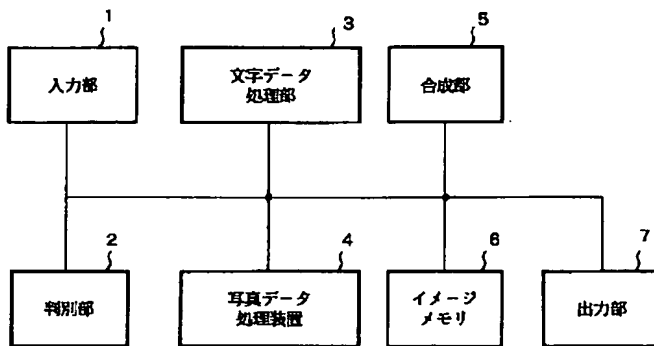 1
入力部
3
文字データ
処理部
5
合成部
2
判別部
4
写真データ
処理装置
6
イメージ
メモリ
7
出力部